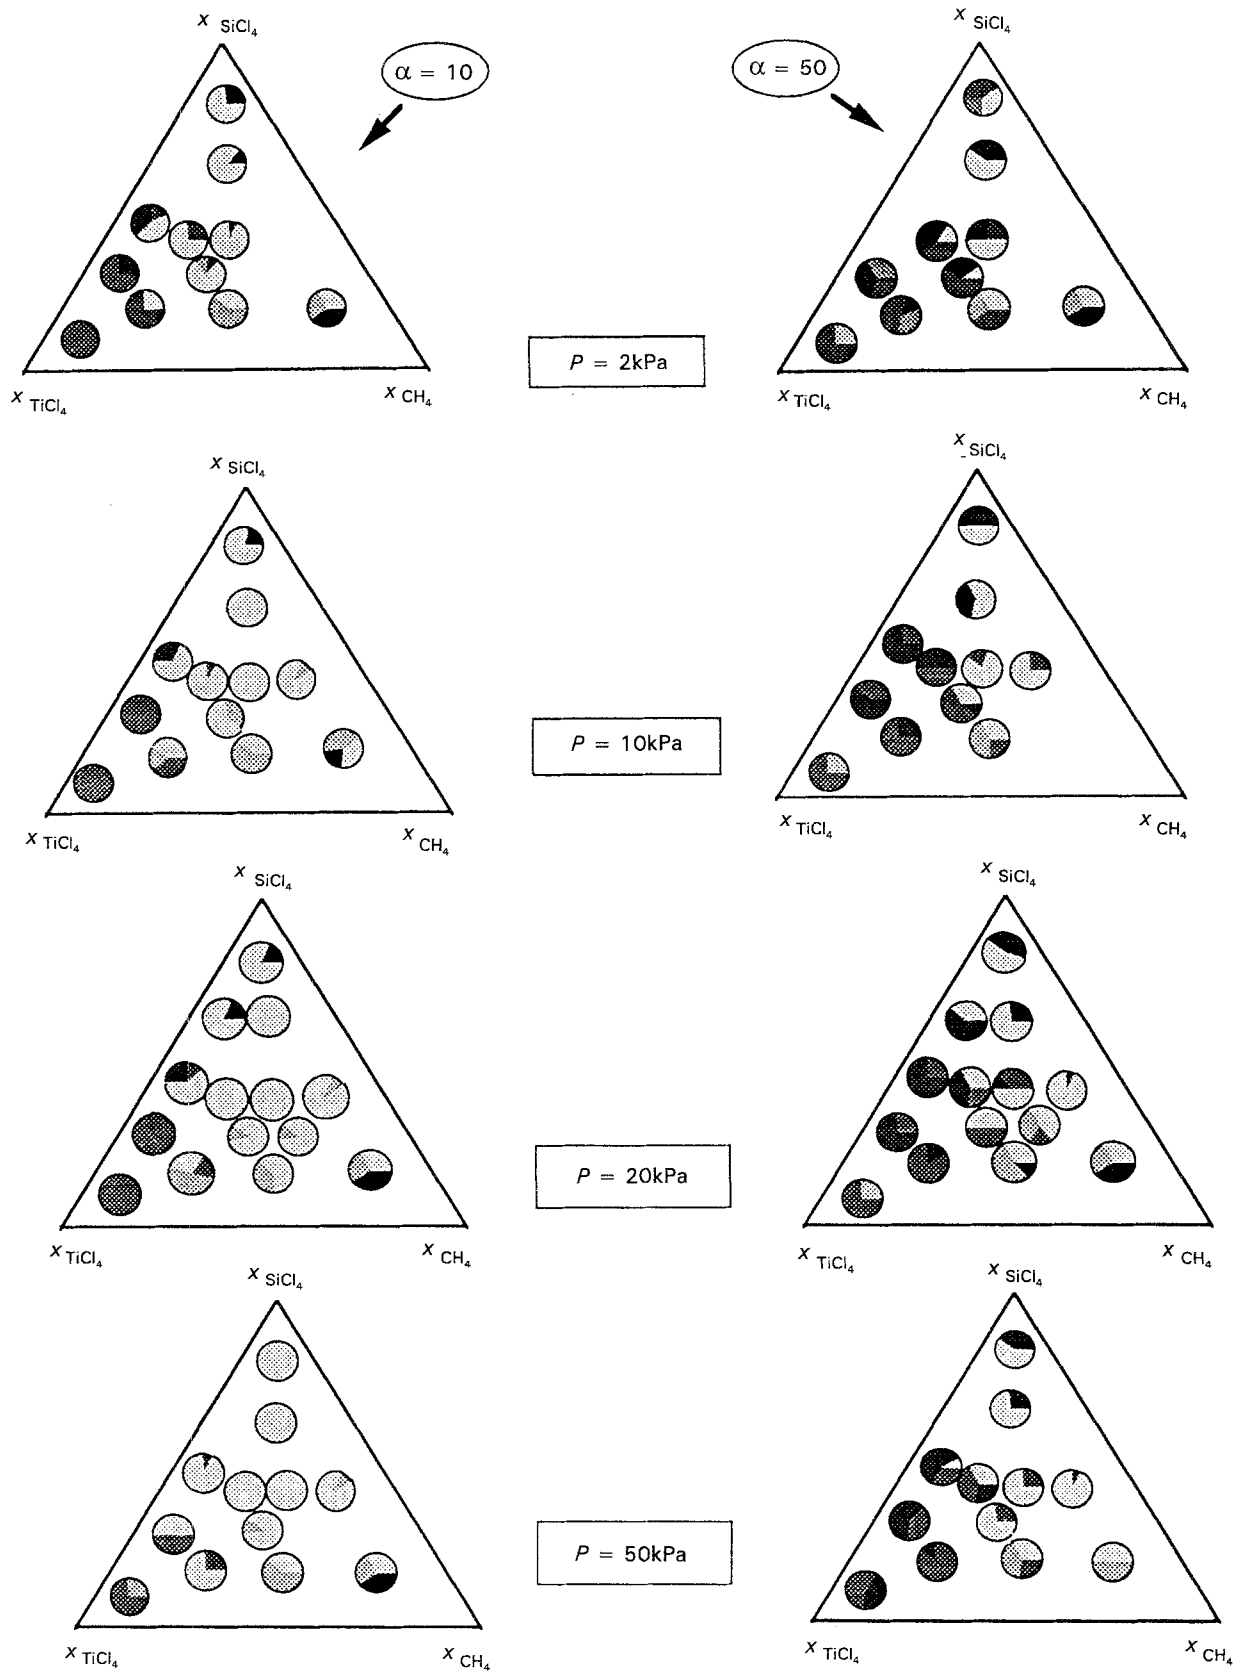 x SiCl₄
x SiCl₄
α = 10
α = 50
P = 2kPa
x TiCl₄
x CH₄
x TiCl₄
x CH₄
x SiCl₄
x SiCl₄
P = 10kPa
x TiCl₄
x CH₄
x TiCl₄
x CH₄
x SiCl₄
x SiCl₄
P = 20kPa
x TiCl₄
x CH₄
x TiCl₄
x CH₄
x SiCl₄
x SiCl₄
P = 50kPa
x TiCl₄
x CH₄
x TiCl₄
x CH₄